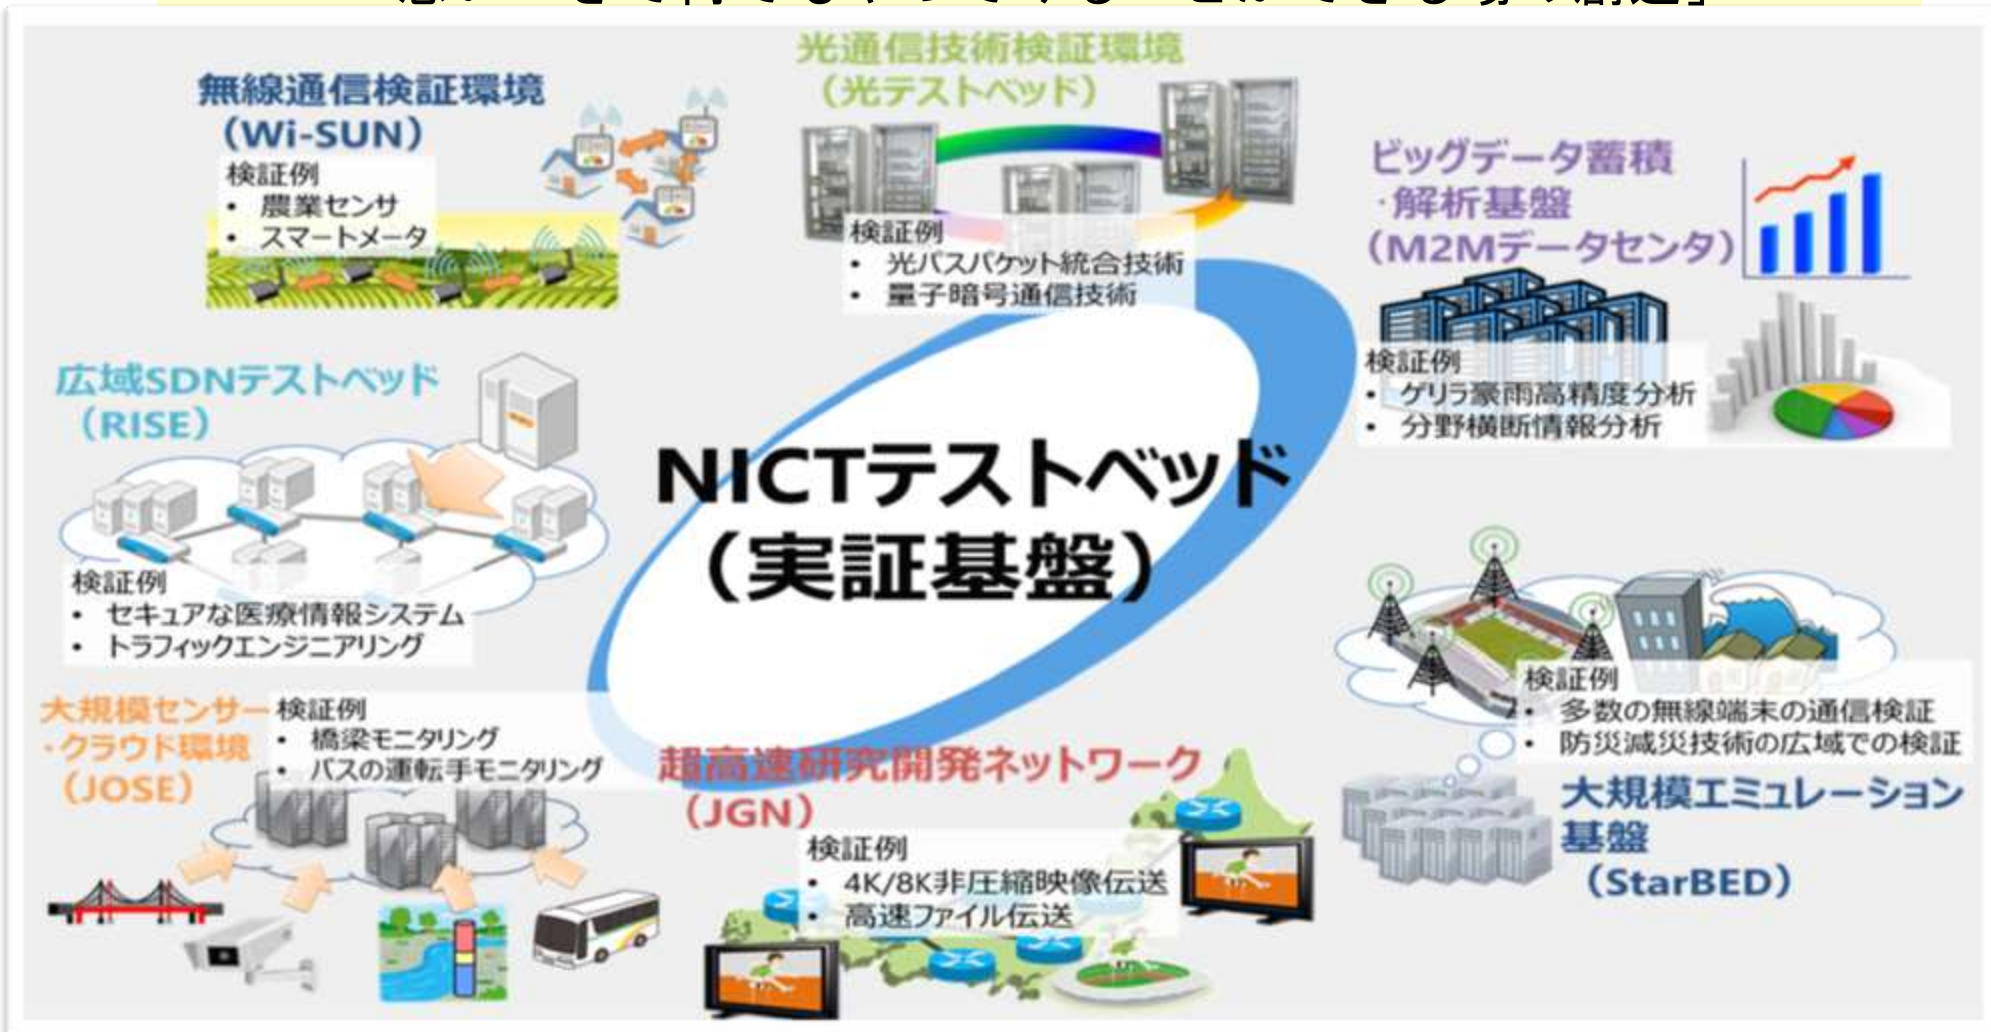 無線通信検証環境
（Wi-SUN）
検証例
・ 農業センサ
・ スマートメータ
光通信技術検証環境
（光テストベッド）
検証例
・ 光パスパケット統合技術
・ 量子暗号通信技術
ビッグデータ蓄積
・解析基盤
（M2Mデータセンタ）
検証例
・ ゲリラ豪雨高精度分析
・ 分野横断情報分析
広域SDNテストベッド
（RISE）
検証例
・ セキュアな医療情報システム
・ トラフィックエンジニアリング
NICTテストベッド
（実証基盤）
検証例
・ 多数の無線端末の通信検証
・ 防災減災技術の広域での検証
大規模エミュレーション
基盤
（StarBED）
大規模センサー
・クラウド環境
（JOSE）
検証例
・ 橋梁モニタリング
・ バスの運転手モニタリング
超高速研究開発ネットワーク
（JGN）
検証例
・ 4K/8K非圧縮映像伝送
・ 高速ファイル伝送